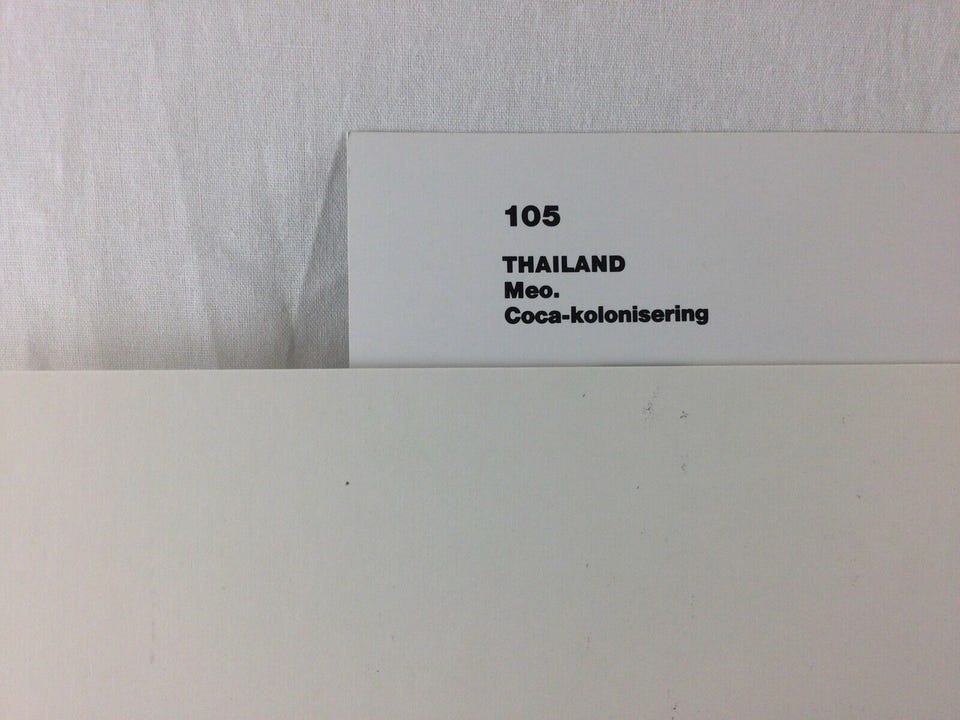 105
THAILAND
Meo.
Coca-kolonisering